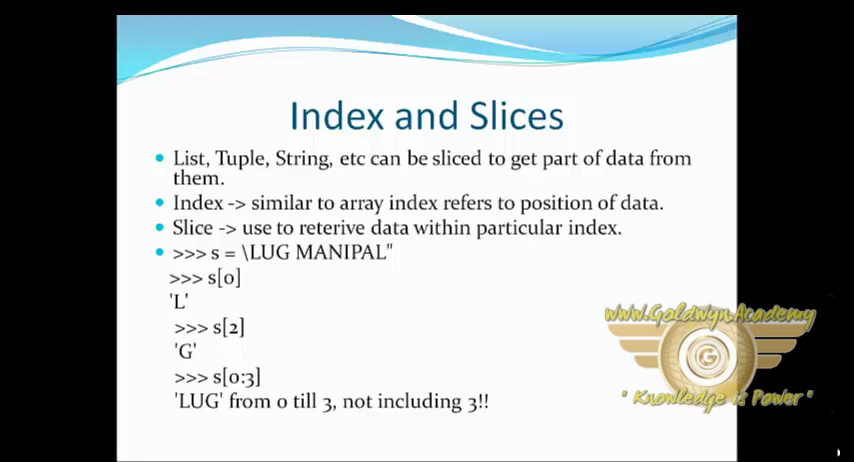 Index and Slices
• List, Tuple, String, etc can be sliced to get part of data from
them.
• Index -> similar to array index refers to position of data.
• Slice -> use to reterive data within particular index.
• >>> s = \LUG MANIPAL"
>>> s[0]
'L'
>>> s[2]
'G'
>>> s[0:3]
'LUG' from 0 till 3, not including 3!!
www.Goldwyn.Academy
G
" Knowledge is Power "